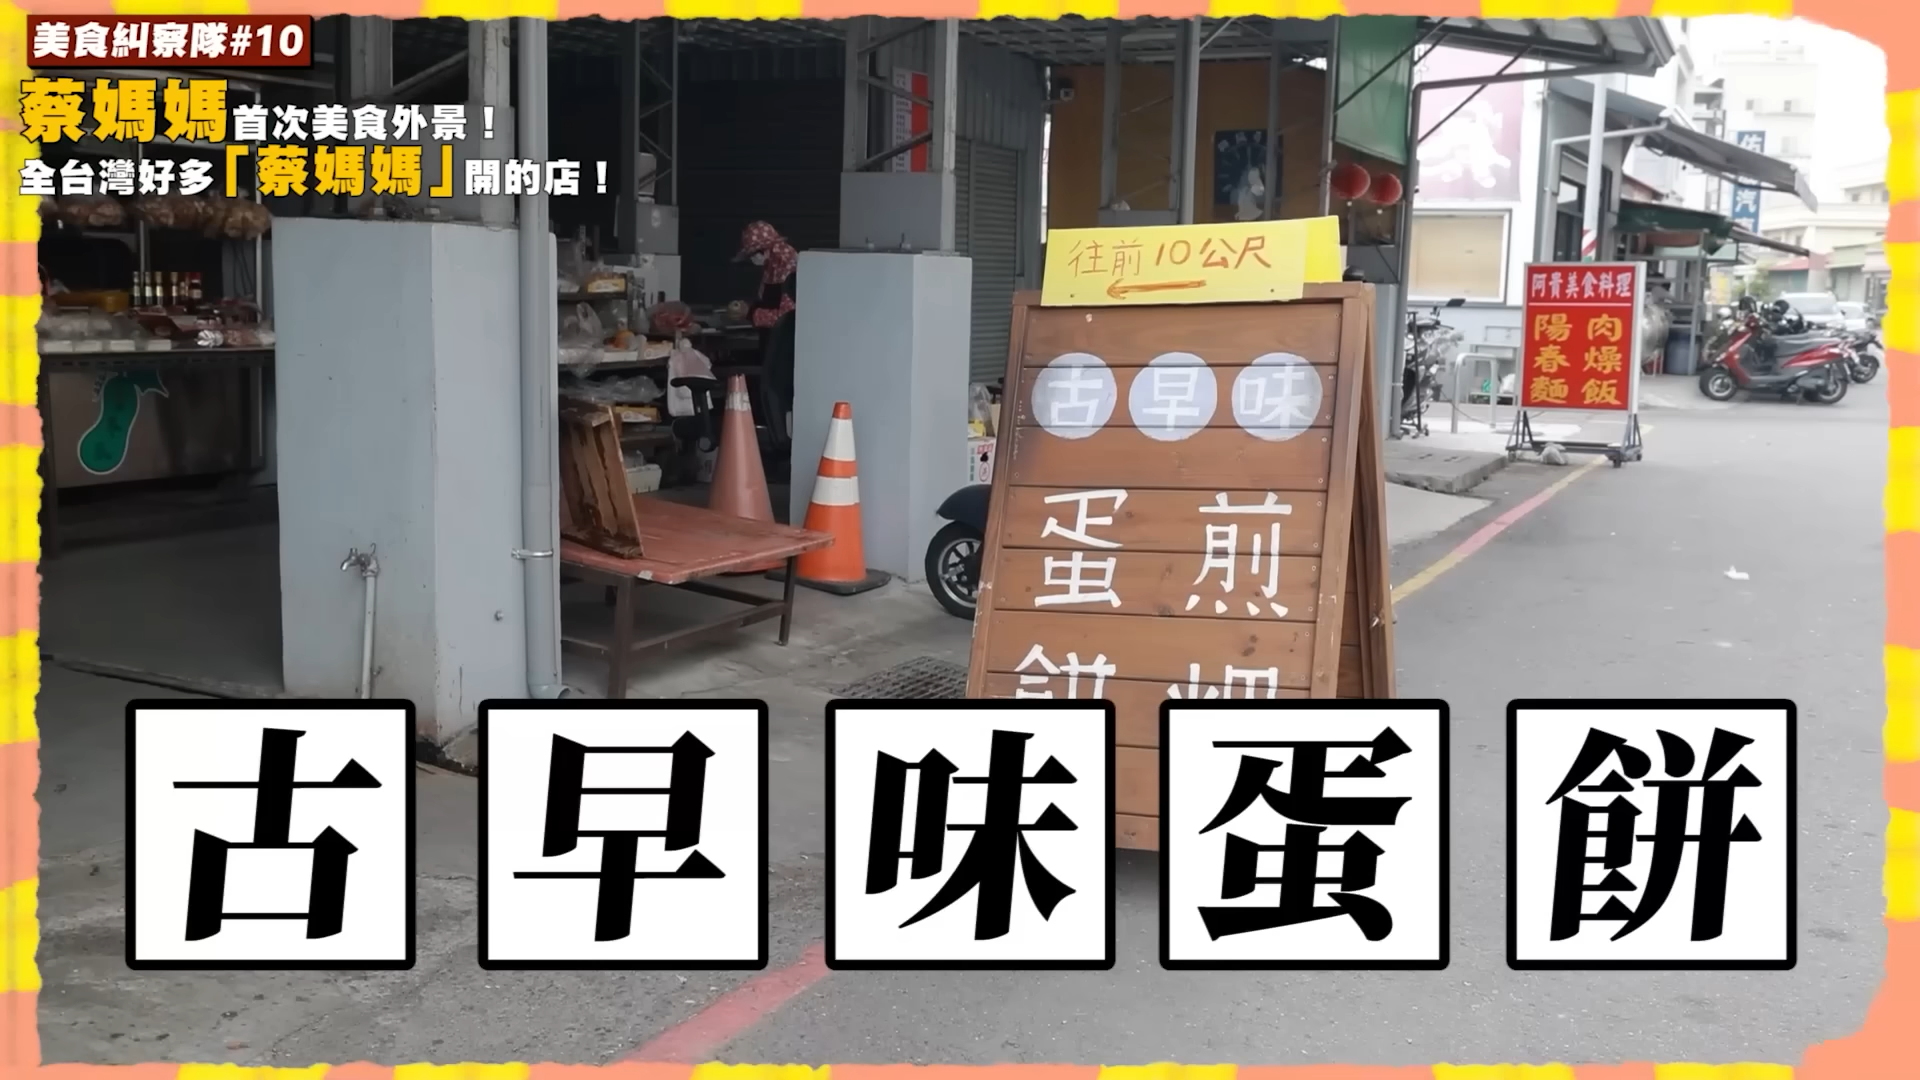 美食糾察隊#10
蔡媽媽首次美食外景！
全台灣好多「蔡媽媽」開的店！
往前10公尺
古早味
煎粿
蛋餅
阿貴美食料理
肉燥飯
陽春麵
古早味蛋餅